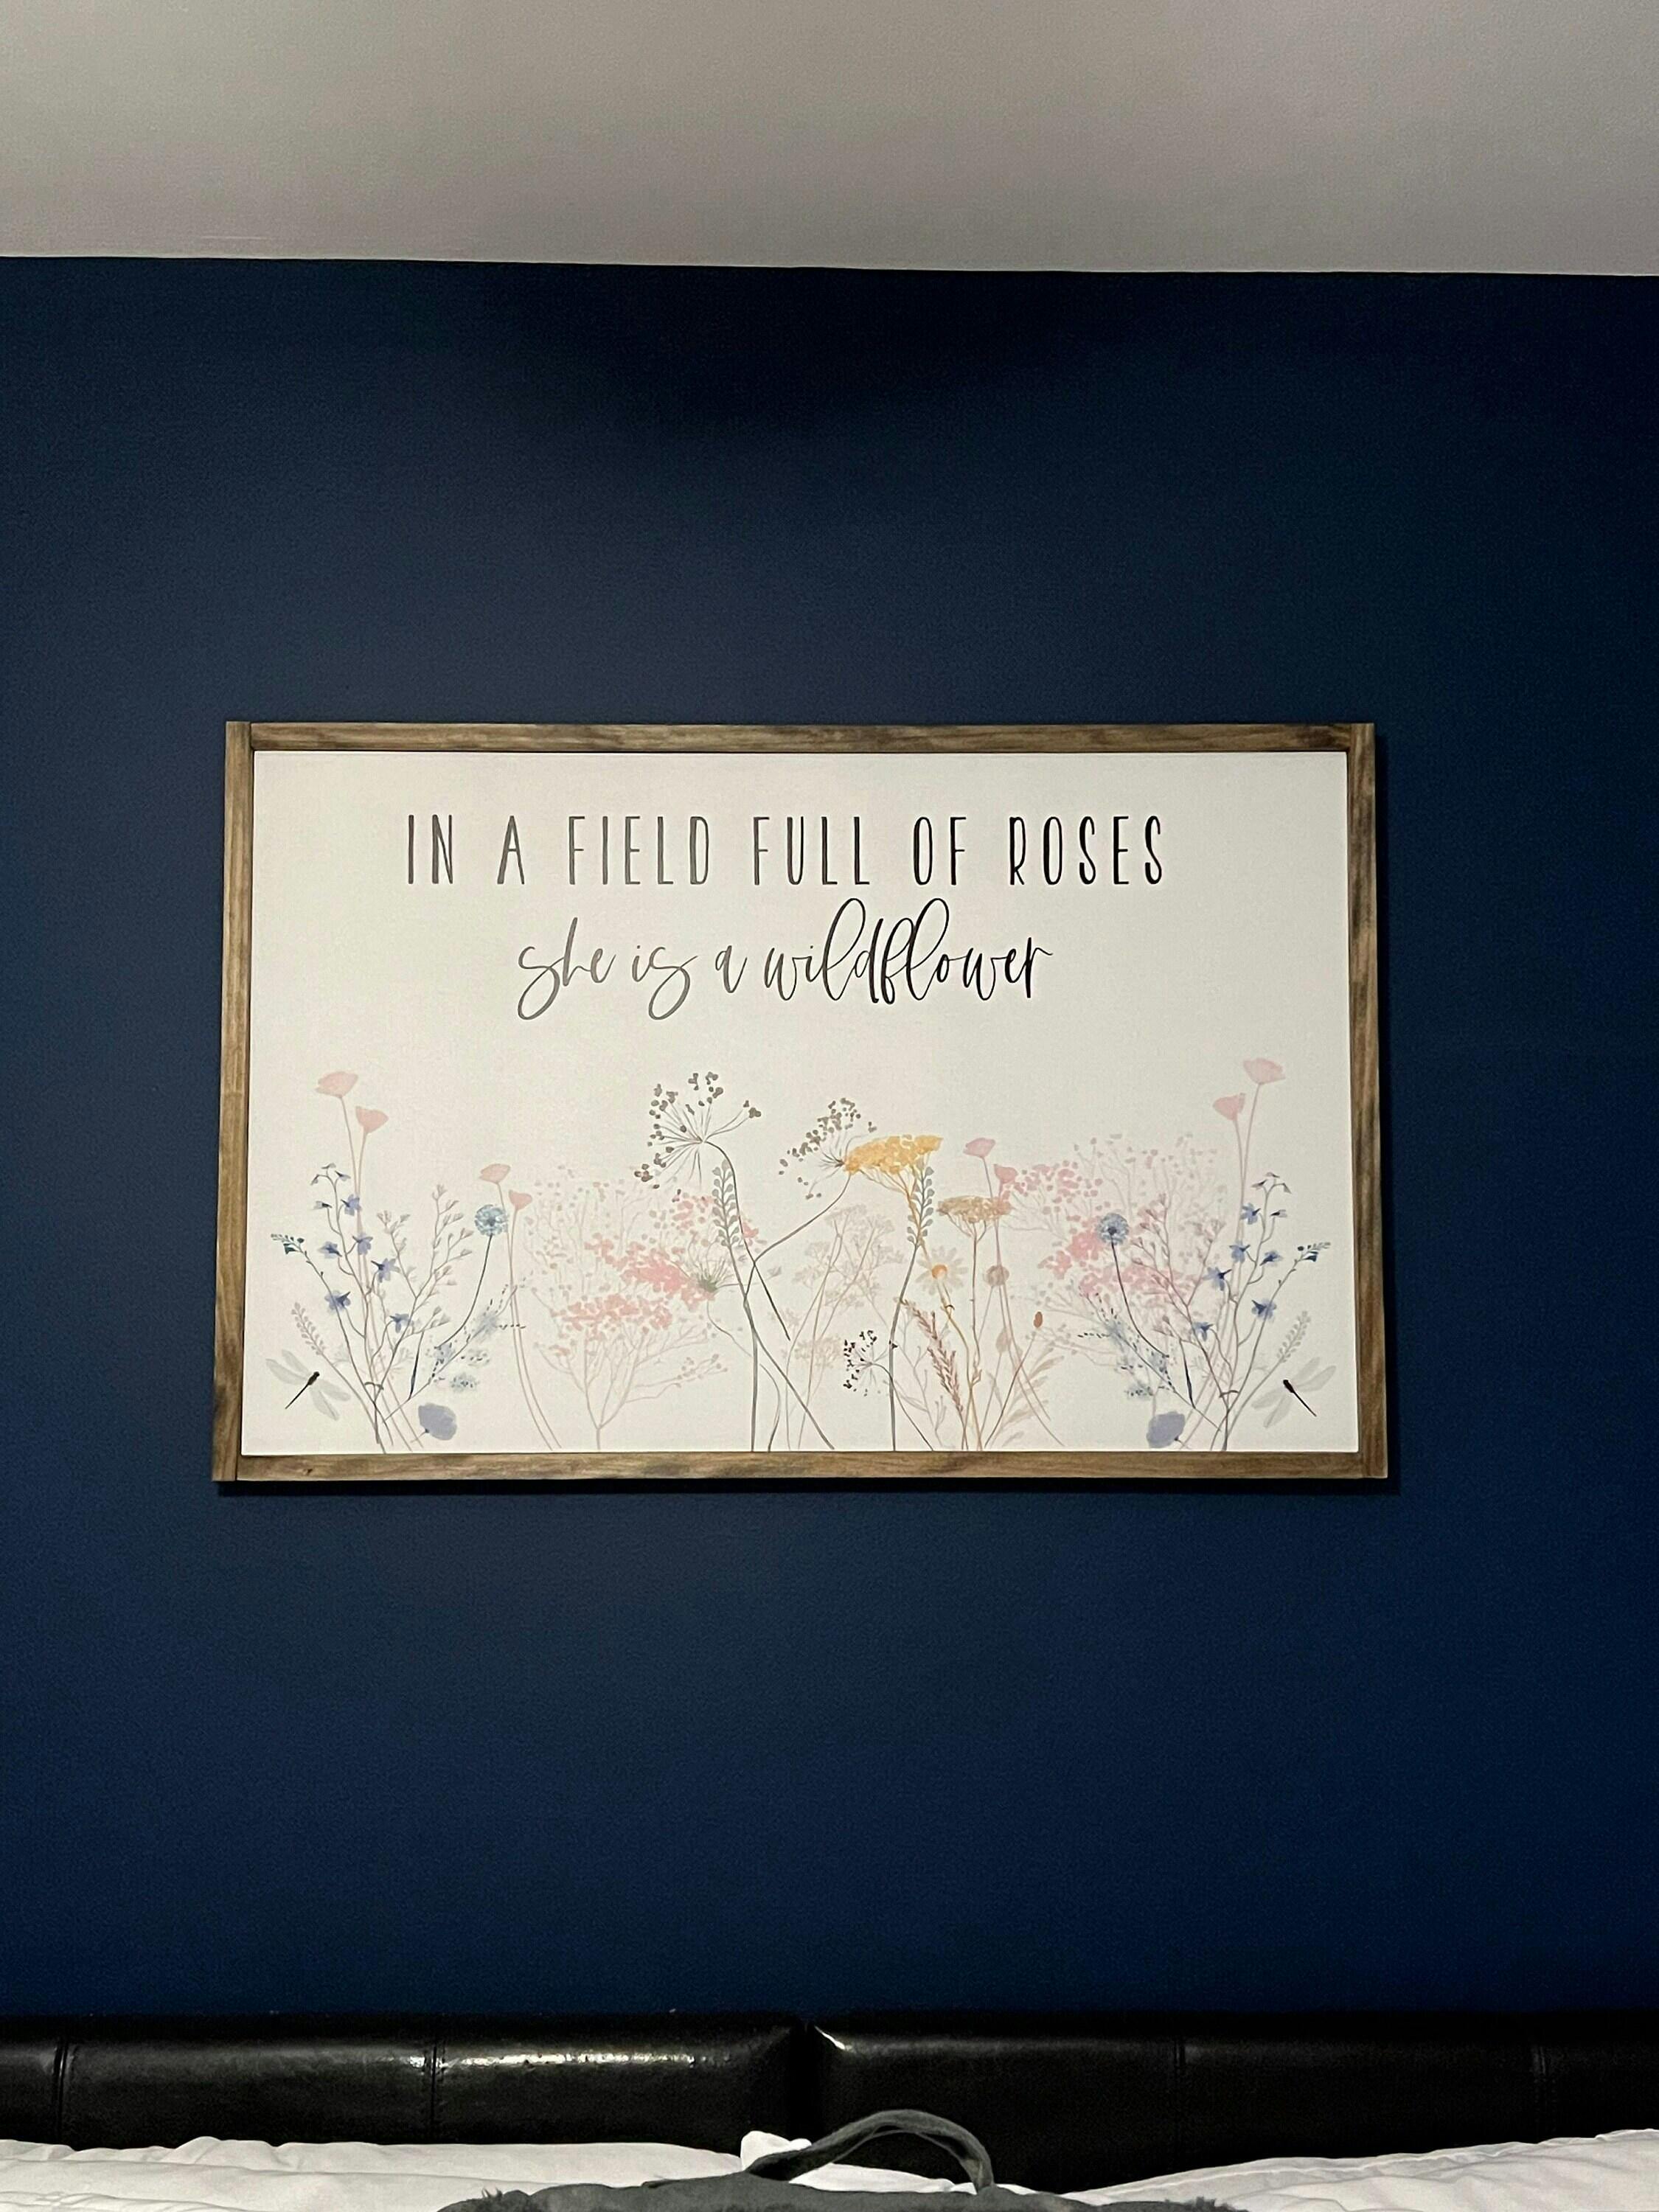 IN A FIELD FULL OF ROSES
she is a wildflower